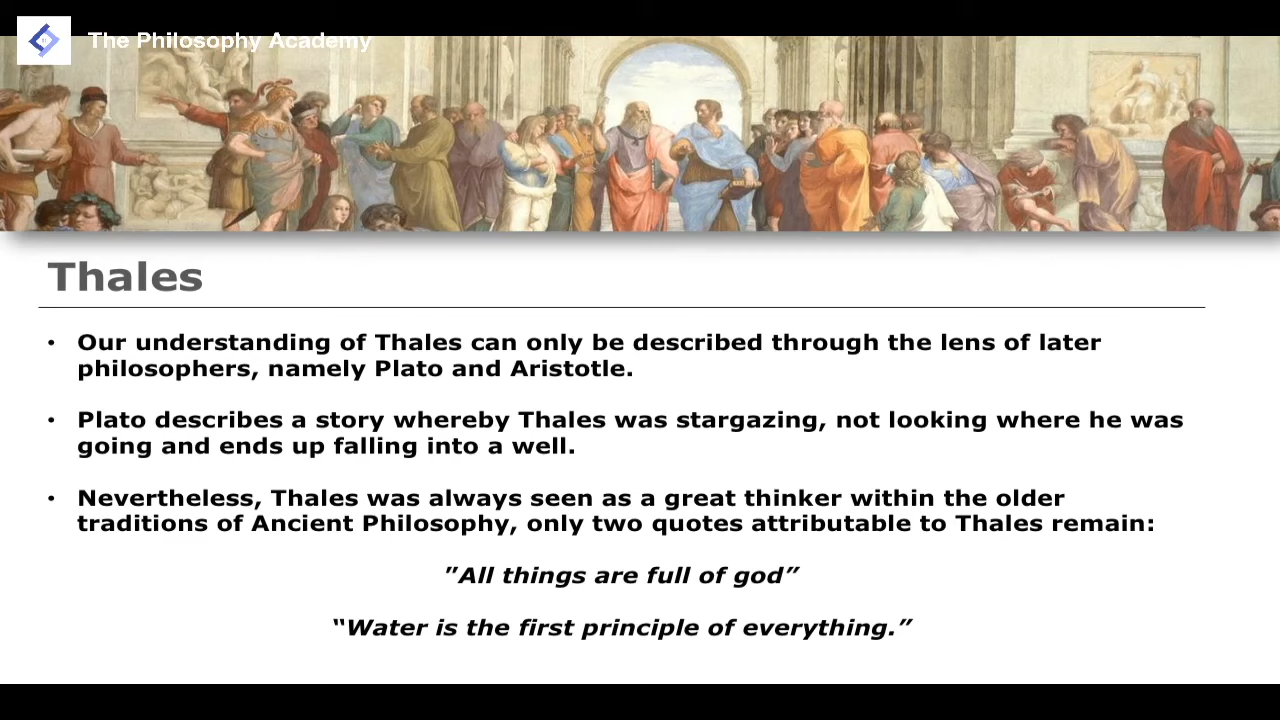 The Philosophy Academy
Thales
• Our understanding of Thales can only be described through the lens of later
philosophers, namely Plato and Aristotle.
• Plato describes a story whereby Thales was stargazing, not looking where he was
going and ends up falling into a well.
• Nevertheless, Thales was always seen as a great thinker within the older
traditions of Ancient Philosophy, only two quotes attributable to Thales remain:
”All things are full of god”
“Water is the first principle of everything.”